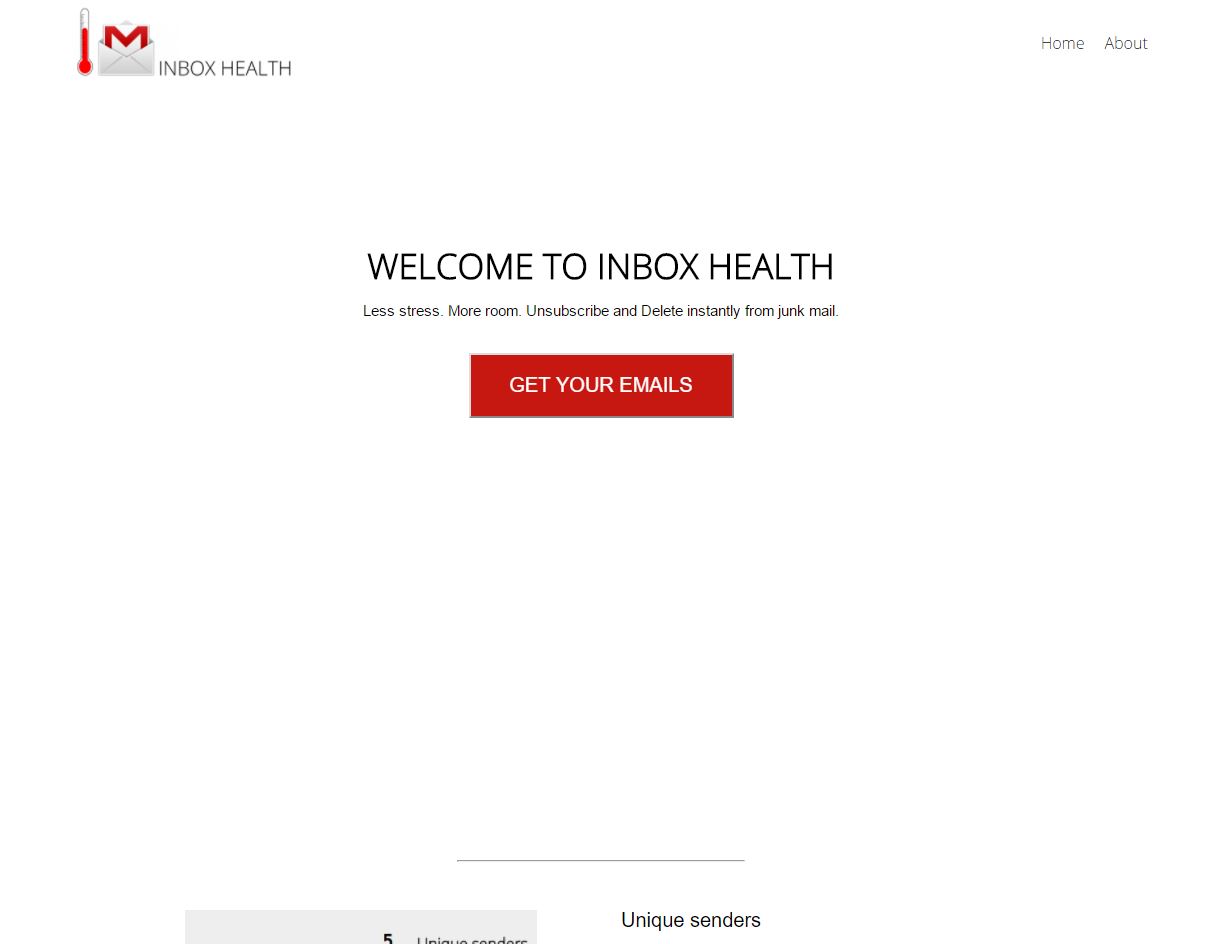 INBOX HEALTH
Home About
WELCOME TO INBOX HEALTH
Less stress. More room. Unsubscribe and Delete instantly from junk mail.
GET YOUR EMAILS
Unique senders
5 Unique senders